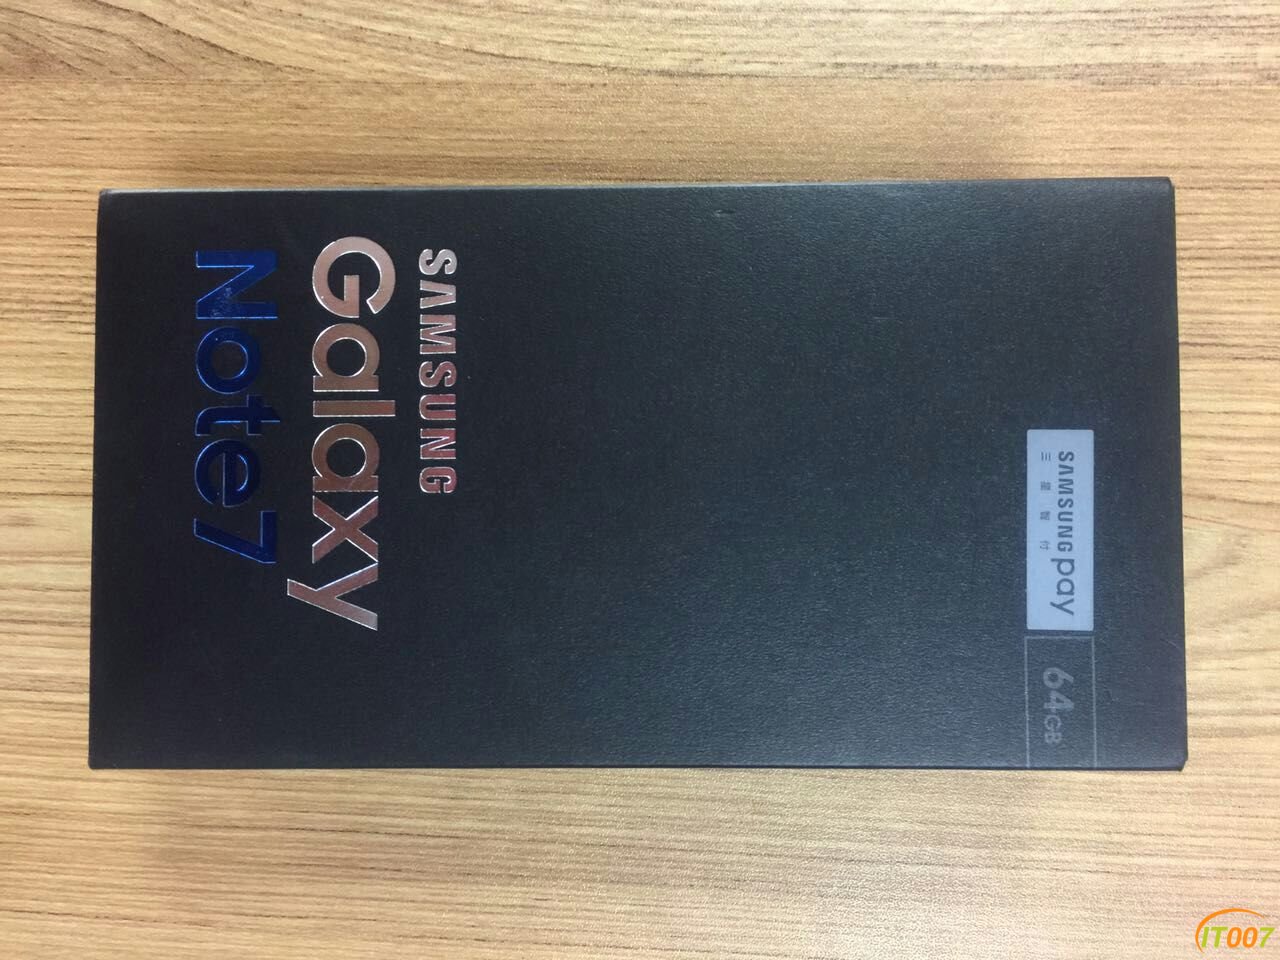 SAMSUNG
Galaxy
Note7
SAMSUNG pay
三星智付
64GB
IT007